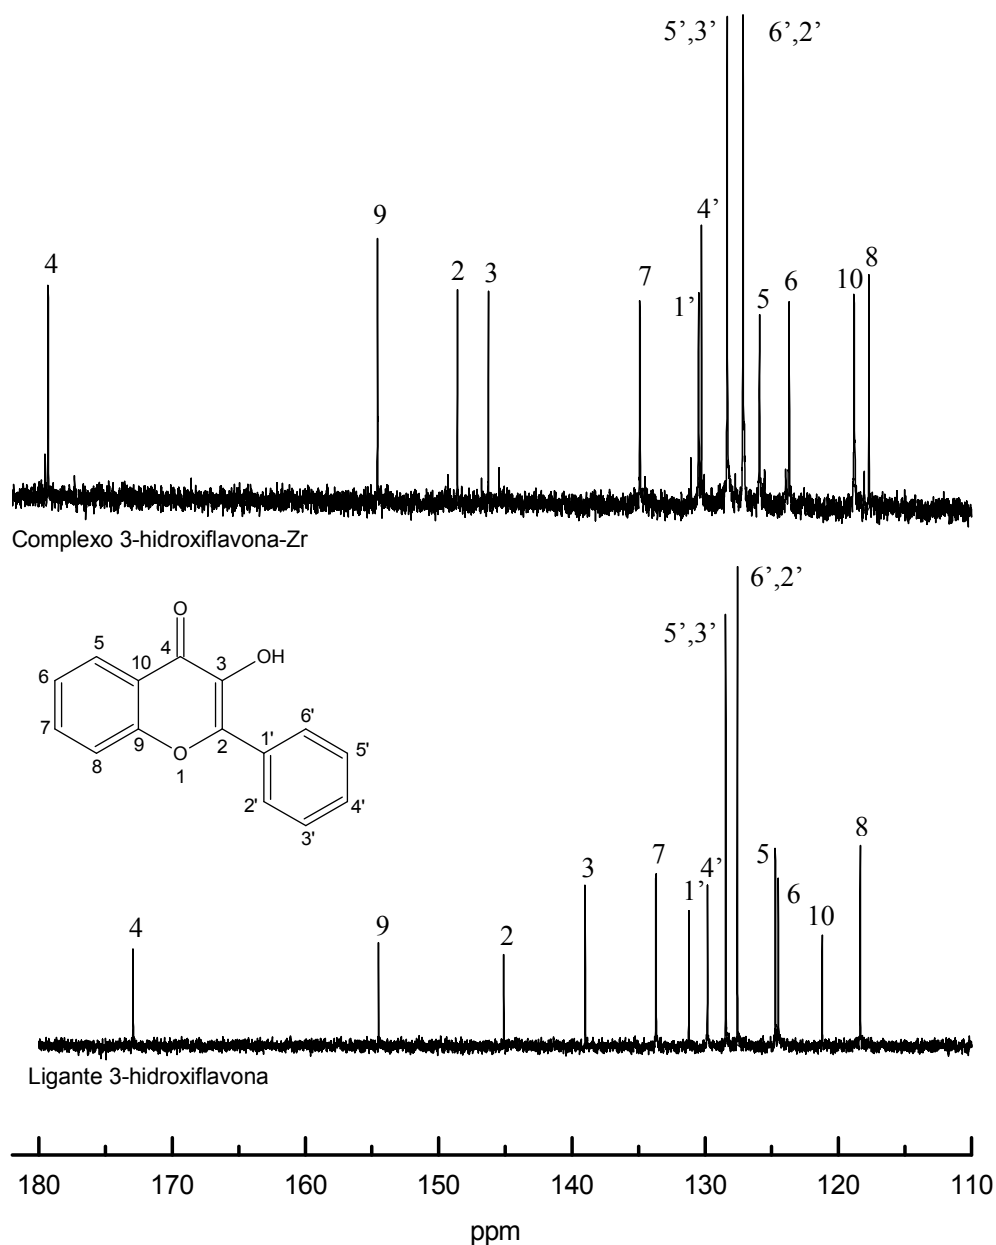 5’,3’ 6’,2’
4’
9
4 2 3 7 1’ 5 6 10 8
Complexo 3-hidroxiflavona-Zr
6’,2’
5’,3’
O
5 4 10 3 OH
6 6'
7 9 2 1' 5'
8 O
1 2' 4'
3'
4 9 2 3 7 1’ 4’ 5 6 10 8
Ligante 3-hidroxiflavona
180 170 160 150 140 130 120 110
ppm